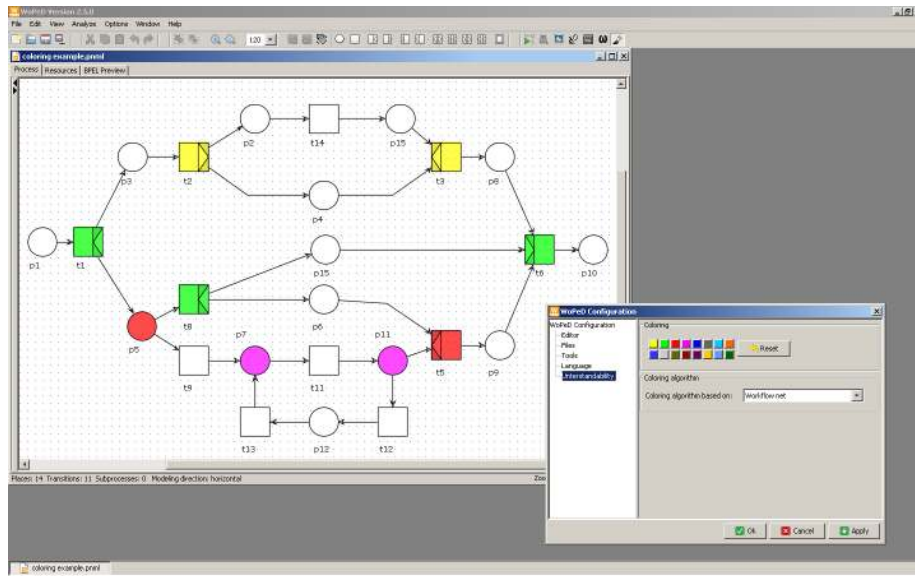 WoPeD Version 2.5.0
File Edit View Analyze Options Window Help
120
coloring example.pnml
Process Resources BPEL Preview
p2 t14 p15
p3 t2 t3 p8
p4
p1 t1 p15 t6 p10
p5 t8 p7 p6 p11
t9 t11 t5 p9
t13 p12 t12
Places: 14 Transitions: 11 Subprocesses: 0 Modeling direction: horizontal
WoPeD Configuration
WoPeD Configuration
Editor
Files
Tools
Language
Unterstandability
Coloring
Reset
Coloring algorithm
Coloring algorithm based on: Workflow net
Ok Cancel Apply
coloring example.pnml